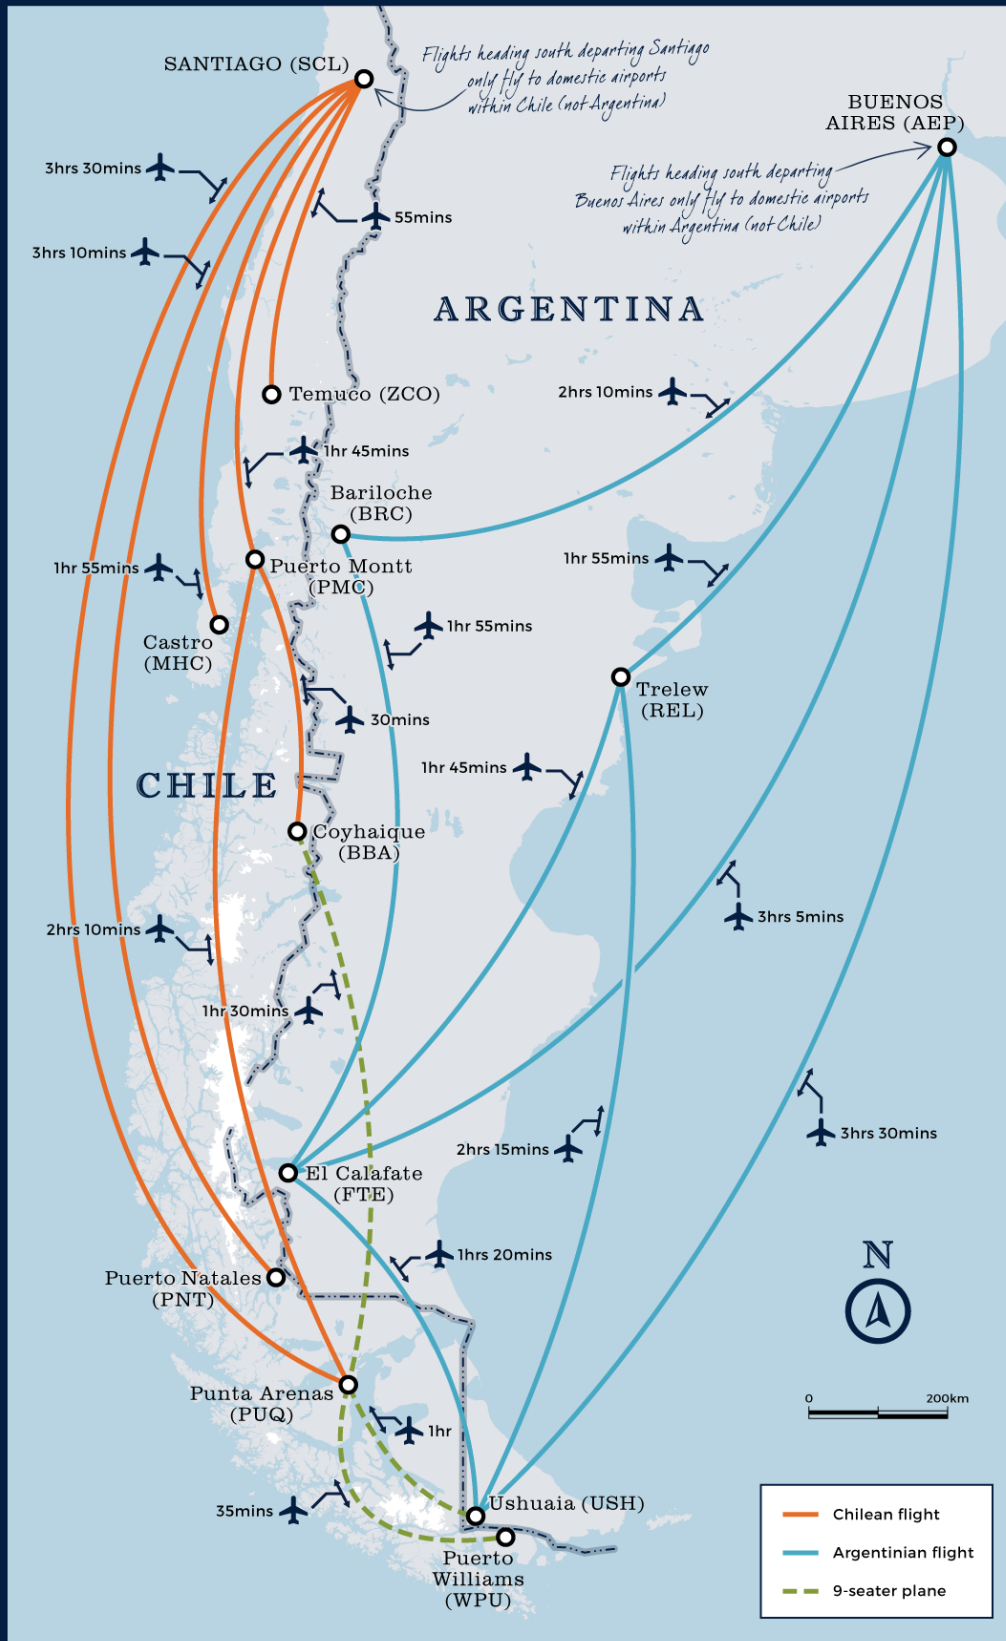 SANTIAGO (SCL)
Flights heading south departing Santiago
only fly to domestic airports
within Chile (not Argentina)
BUENOS
AIRES (AEP)
Flights heading south departing
Buenos Aires only fly to domestic airports
within Argentina (not Chile)
3hrs 30mins
55mins
3hrs 10mins
ARGENTINA
2hrs 10mins
Temuco (ZCO)
1hr 45mins
Bariloche
(BRC)
1hr 55mins
Puerto Montt
(PMC)
1hr 55mins
1hr 55mins
Castro
(MHC)
Trelew
(REL)
30mins
1hr 45mins
CHILE
Coyhaique
(BBA)
3hrs 5mins
2hrs 10mins
1hr 30mins
3hrs 30mins
2hrs 15mins
El Calafate
(FTE)
1hrs 20mins
N
Puerto Natales
(PNT)
Punta Arenas
(PUQ)
0 200km
1hr
35mins
Ushuaia (USH)
Puerto
Williams
(WPU)
Chilean flight
Argentinian flight
9-seater plane